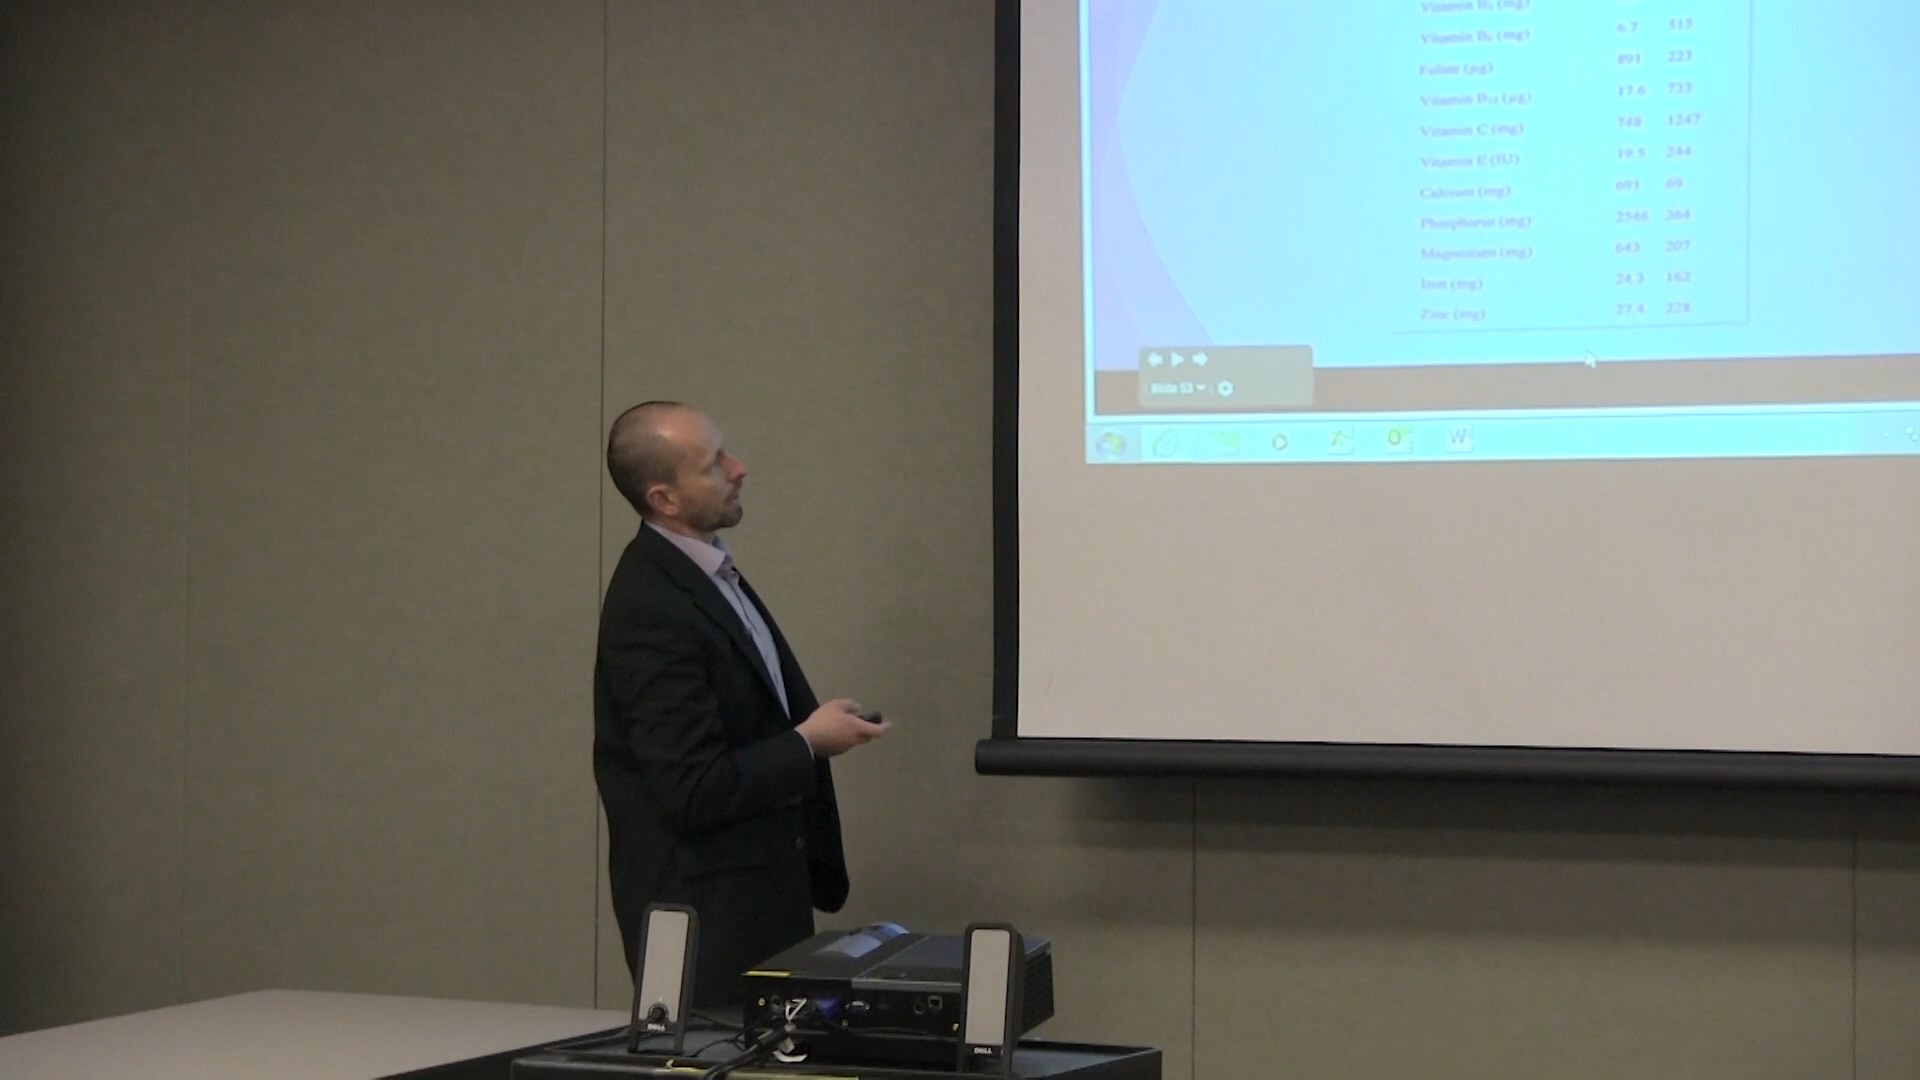 Vitamin B₆ (mg) 6.7 515
Folate (µg) 891 223
Vitamin B₁₂ (µg) 17.6 733
Vitamin C (mg) 748 1247
Vitamin E (IU) 19.5 244
Calcium (mg) 691 69
Phosphorus (mg) 2546 364
Magnesium (mg) 643 207
Iron (mg) 24.3 162
Zinc (mg) 27.4 228
Slide 53
DELL
DELL